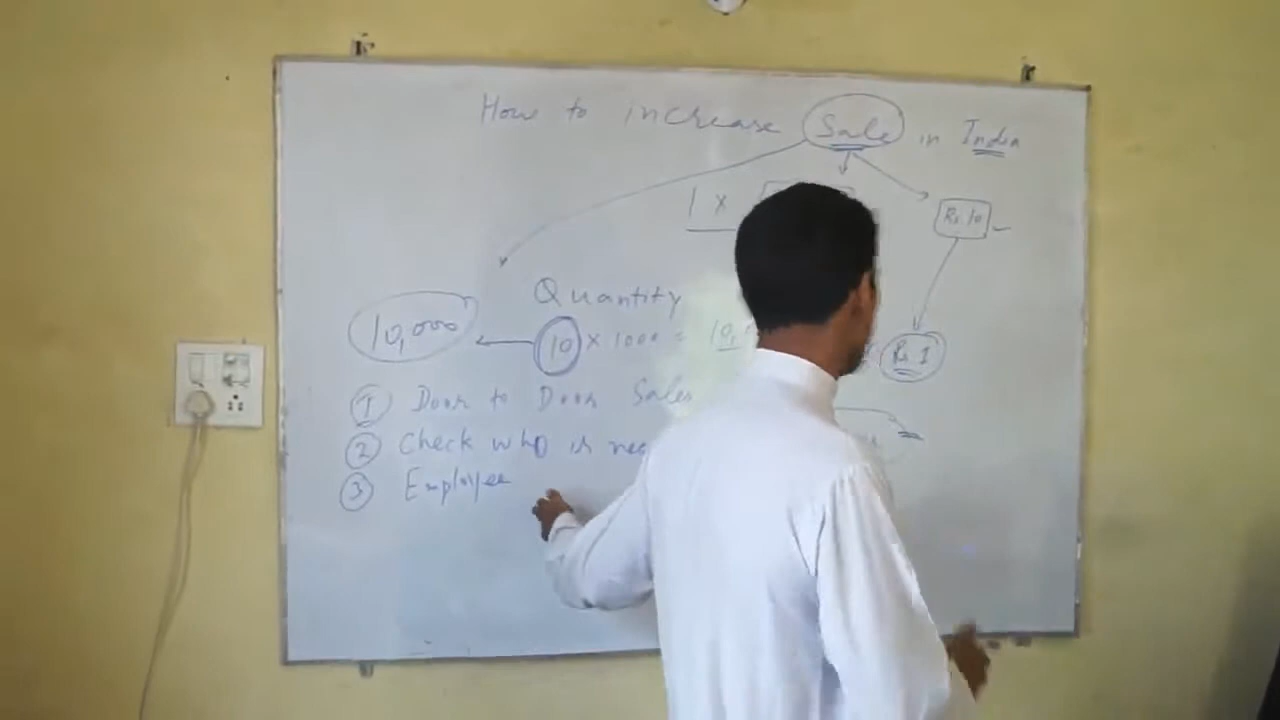 How to increase Sale in India
1 x
Rs. 10
Quantity
10,000
10 x 1000 = 10,
Rs 1
1 Door to Door Sales
2 Check who is
3 Employee